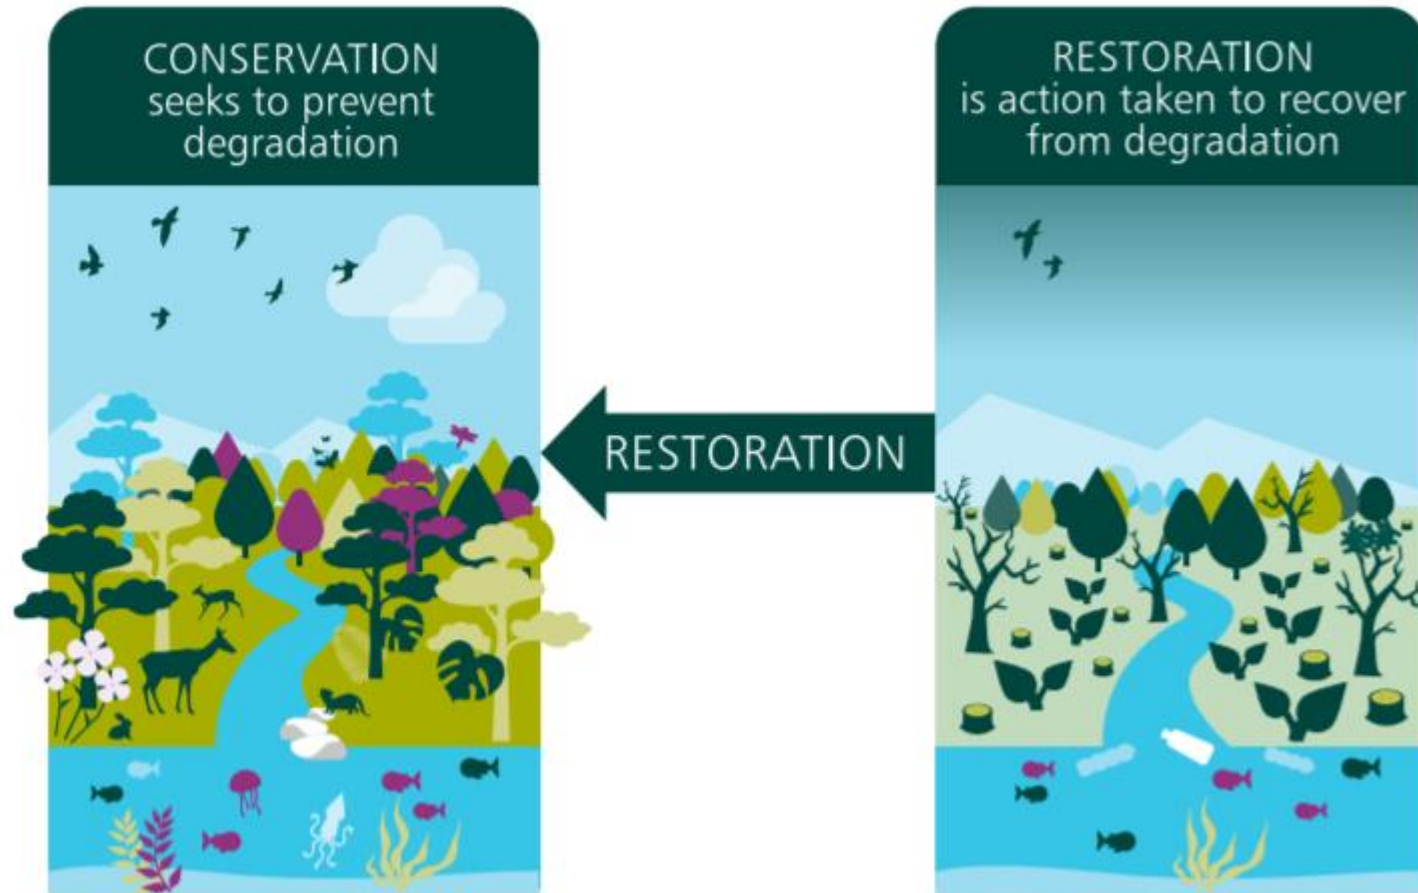 CONSERVATION
seeks to prevent
degradation
RESTORATION
is action taken to recover
from degradation
RESTORATION